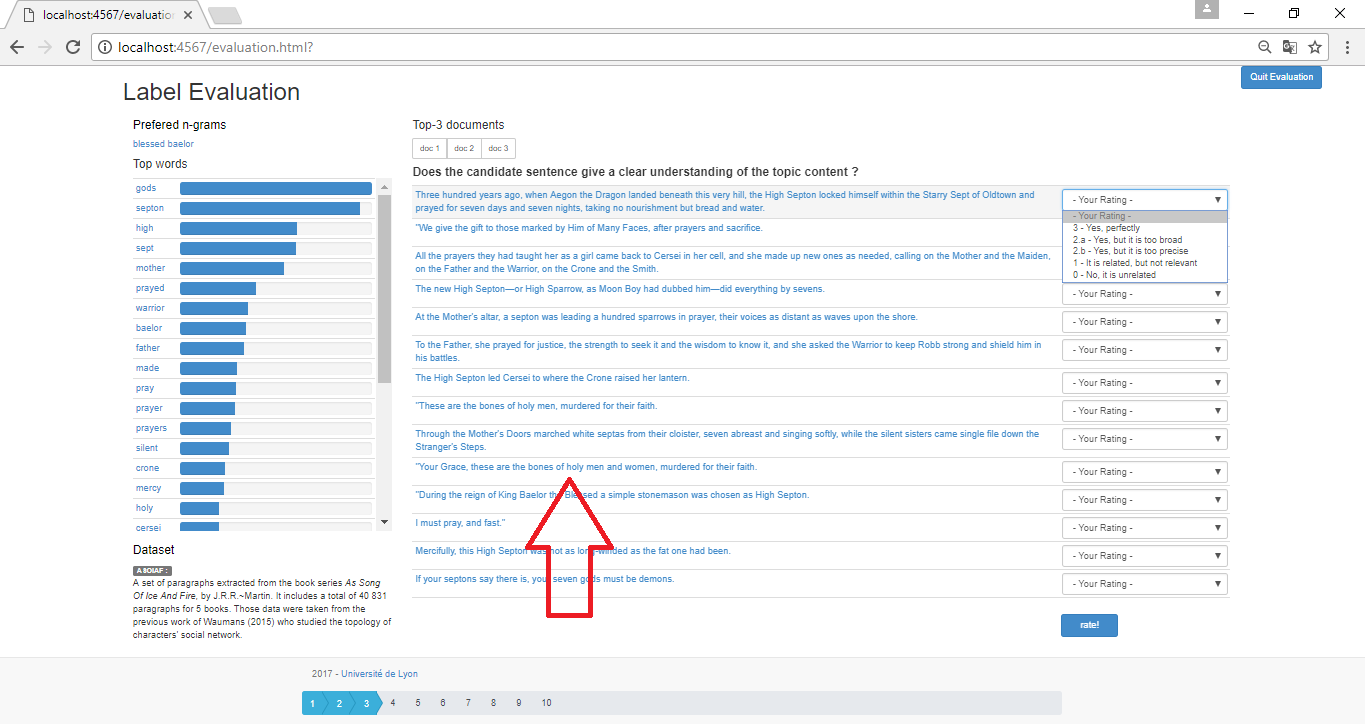 localhost:4567/evaluatio
localhost:4567/evaluation.html?
Quit Evaluation
Label Evaluation
Prefered n-grams
blessed baelor
Top words
gods
septon
high
sept
mother
prayed
warrior
baelor
father
made
pray
prayer
prayers
silent
crone
mercy
holy
cersei
Dataset
ASOIAF :
A set of paragraphs extracted from the book series As Song
Of Ice And Fire, by J.R.R.~Martin. It includes a total of 40 831
paragraphs for 5 books. Those data were taken from the
previous work of Waumans (2015) who studied the topology of
characters' social network.
Top-3 documents
doc 1 doc 2 doc 3
Does the candidate sentence give a clear understanding of the topic content ?
Three hundred years ago, when Aegon the Dragon landed beneath this very hill, the High Septon locked himself within the Starry Sept of Oldtown and
prayed for seven days and seven nights, taking no nourishment but bread and water.
- Your Rating -
- Your Rating -
3 - Yes, perfectly
2.a - Yes, but it is too broad
2.b - Yes, but it is too precise
1 - It is related, but not relevant
0 - No, it is unrelated
"We give the gift to those marked by Him of Many Faces, after prayers and sacrifice.
All the prayers they had taught her as a girl came back to Cersei in her cell, and she made up new ones as needed, calling on the Mother and the Maiden,
on the Father and the Warrior, on the Crone and the Smith.
The new High Septon—or High Sparrow, as Moon Boy had dubbed him—did everything by sevens.
- Your Rating -
At the Mother's altar, a septon was leading a hundred sparrows in prayer, their voices as distant as waves upon the shore.
- Your Rating -
To the Father, she prayed for justice, the strength to seek it and the wisdom to know it, and she asked the Warrior to keep Robb strong and shield him in
his battles.
- Your Rating -
The High Septon led Cersei to where the Crone raised her lantern.
- Your Rating -
"These are the bones of holy men, murdered for their faith.
- Your Rating -
Through the Mother's Doors marched white septas from their cloister, seven abreast and singing softly, while the silent sisters came single file down the
Stranger's Steps.
- Your Rating -
"Your Grace, these are the bones of holy men and women, murdered for their faith.
- Your Rating -
"During the reign of King Baelor the Blessed a simple stonemason was chosen as High Septon.
- Your Rating -
I must pray, and fast."
- Your Rating -
Mercifully, this High Septon was not as long-winded as the fat one had been.
- Your Rating -
If your septons say there is, your seven gods must be demons.
- Your Rating -
rate!
2017 - Université de Lyon
1 2 3 4 5 6 7 8 9 10